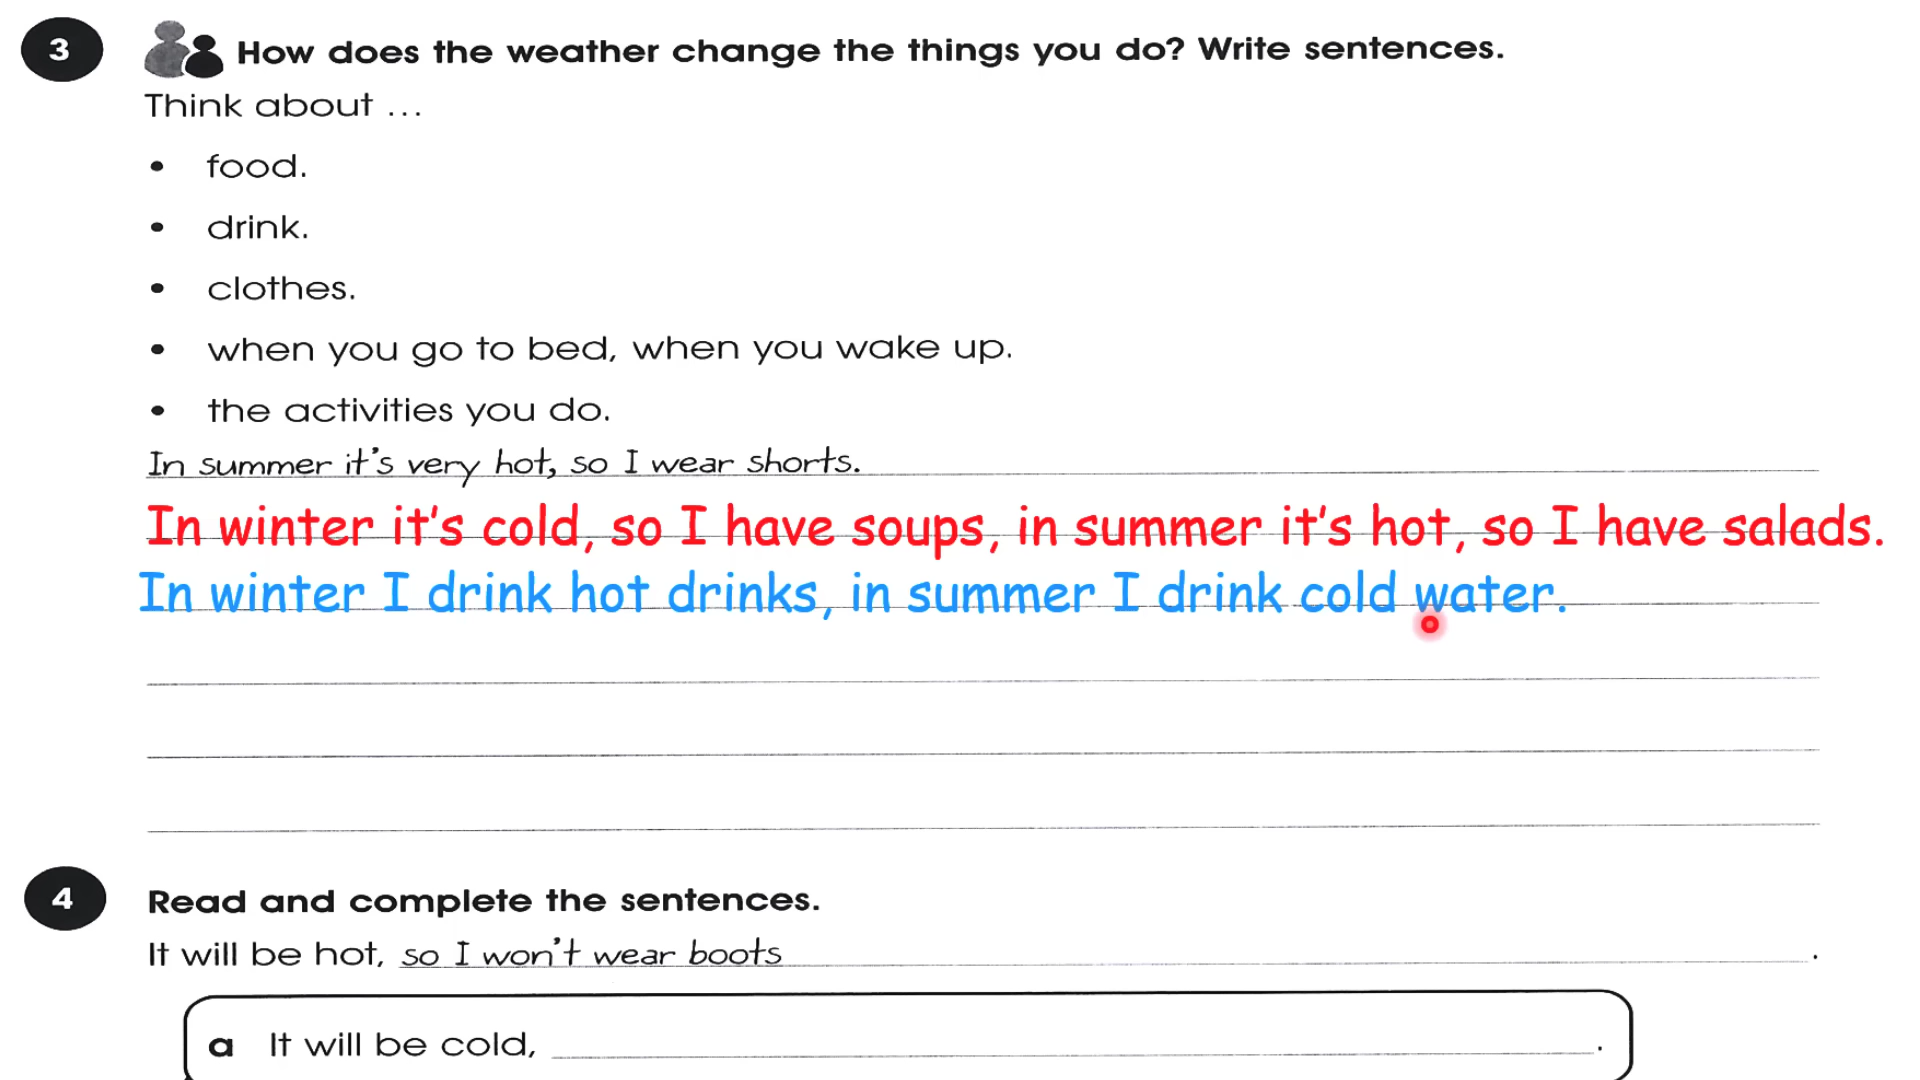 3 How does the weather change the things you do? Write sentences.
Think about ...
• food.
• drink.
• clothes.
• when you go to bed, when you wake up.
• the activities you do.
In summer it's very hot, so I wear shorts.
In winter it's cold, so I have soups, in summer it's hot, so I have salads.
In winter I drink hot drinks, in summer I drink cold water.
4 Read and complete the sentences.
It will be hot, so I won't wear boots .
a It will be cold, .